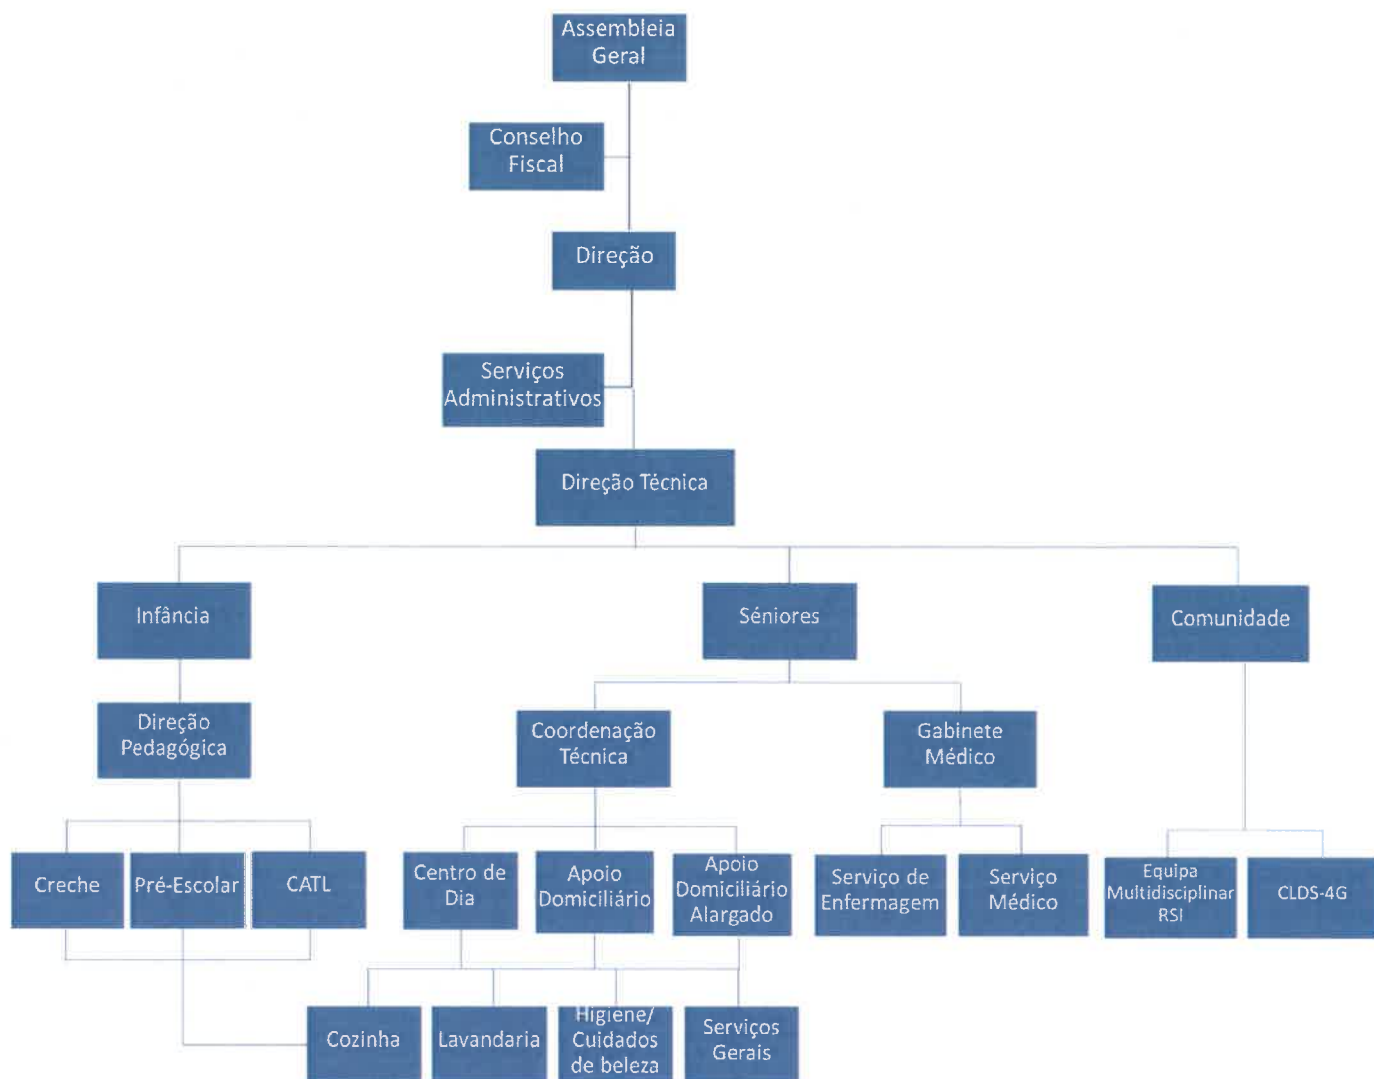 Assembleia
Geral
Conselho
Fiscal
Direção
Serviços
Administrativos
Direção Técnica
Infância
Séniores
Comunidade
Direção
Pedagógica
Coordenação
Técnica
Gabinete
Médico
Creche
Pré-Escolar
CATL
Centro de
Dia
Apoio
Domiciliário
Apoio
Domiciliário
Alargado
Serviço de
Enfermagem
Serviço
Médico
Equipa
Multidisciplinar
RSI
CLDS-4G
Cozinha
Lavandaria
Higiene/
Cuidados
de beleza
Serviços
Gerais